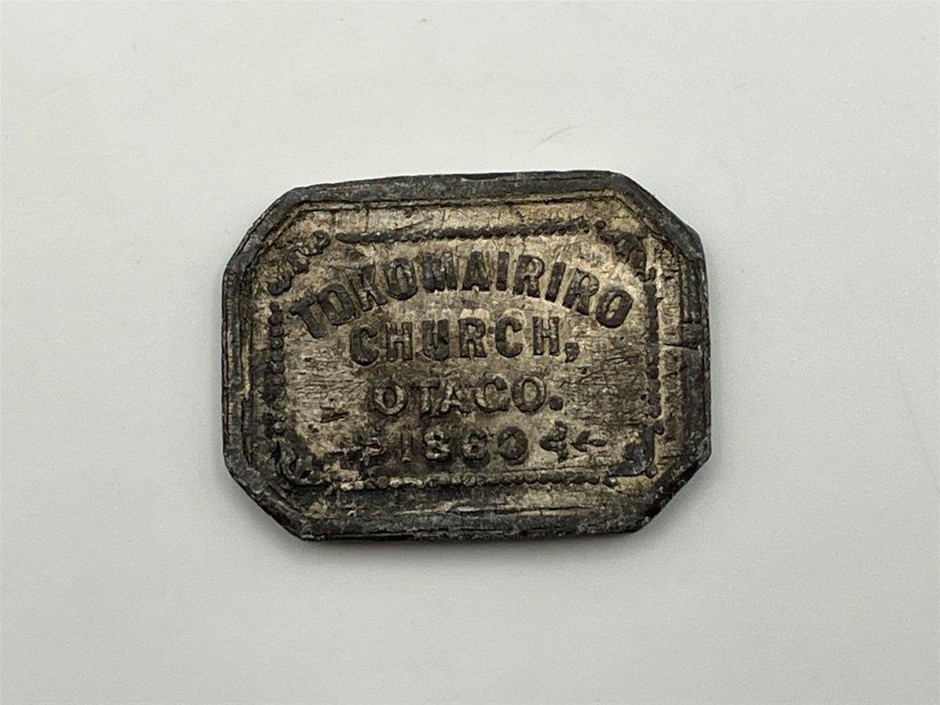 TOKOMAIRIRO
CHURCH,
OTAGO.
1860